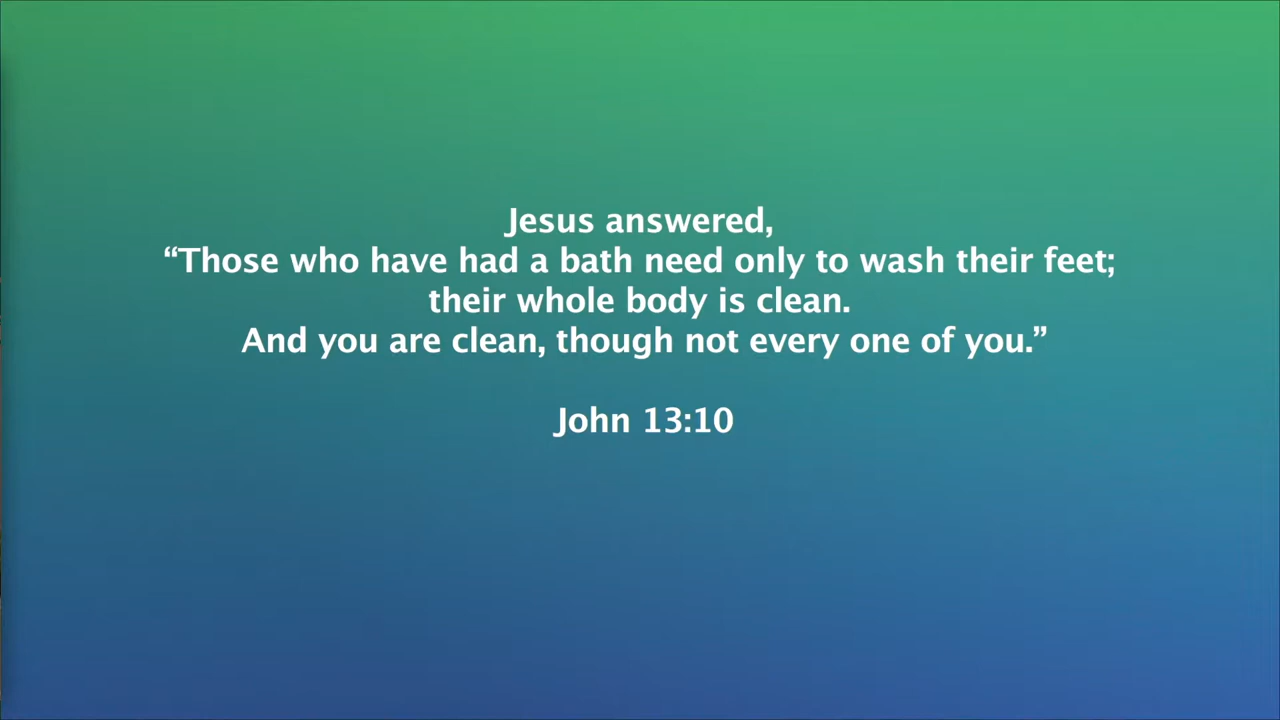 Jesus answered,
“Those who have had a bath need only to wash their feet;
their whole body is clean.
And you are clean, though not every one of you.”
John 13:10